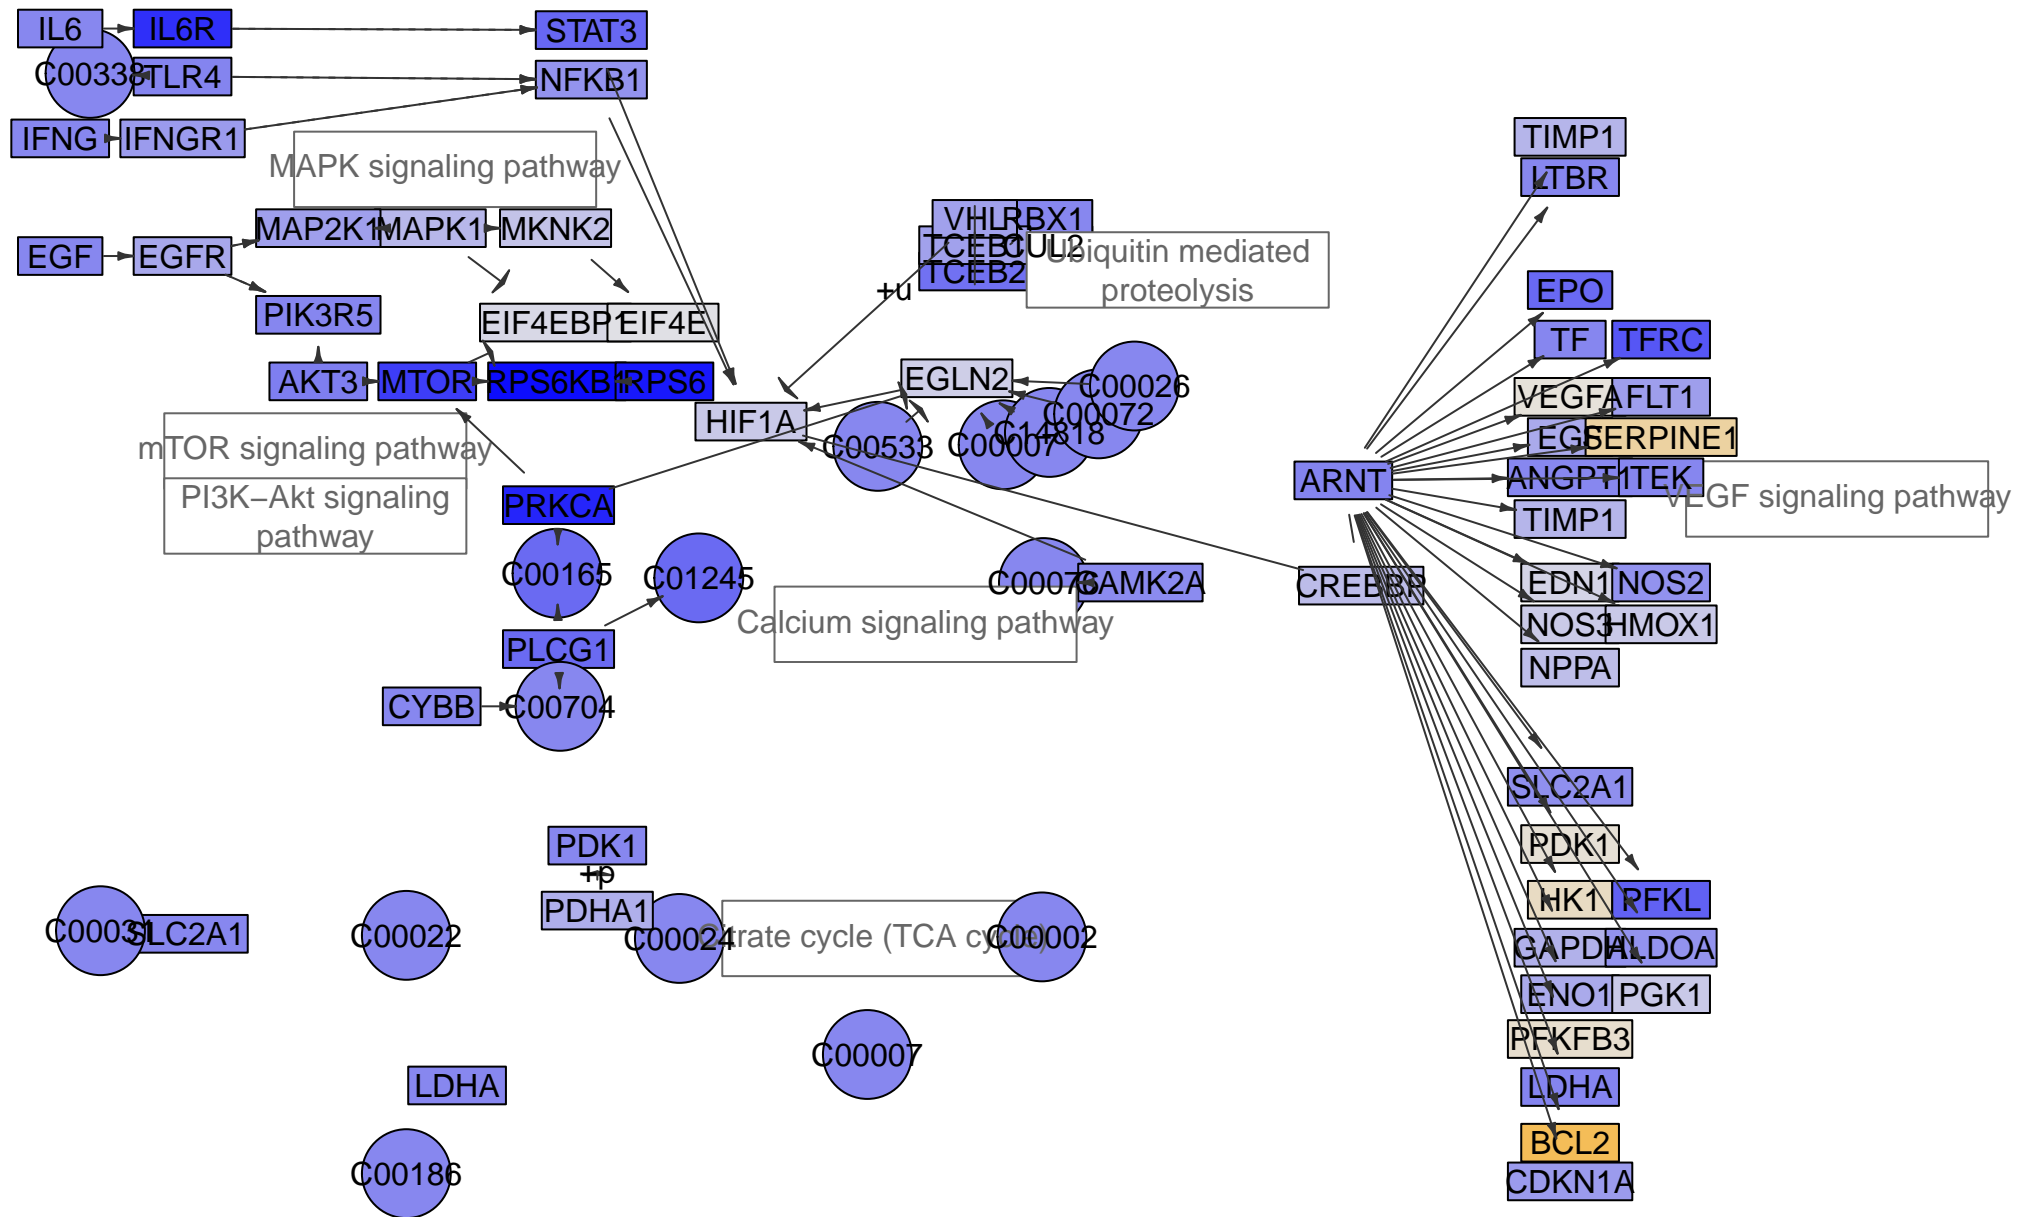 IL6
IL6R
STAT3
C00338
TLR4
NFKB1
IFNG
IFNGR1
MAPK signaling pathway
TIMP1
LTBR
MAP2K1
MAPK1
MKNK2
VHL
RBX1
EGF
EGFR
TCEB1
CUL2
TCEB2
Ubiquitin mediated
proteolysis
+u
EPO
PIK3R5
EIF4EBP1
EIF4E
TF
TFRC
AKT3
MTOR
RPS6KB1
RPS6
EGLN2
C00026
VEGFA
FLT1
HIF1A
C00072
C14818
C00007
C00533
EGF
SERPINE1
mTOR signaling pathway
PI3K–Akt signaling
pathway
ARNT
ANGPT1
TEK
VEGF signaling pathway
PRKCA
TIMP1
C00165
C01245
C00076
CAMK2A
CREBBP
EDN1
NOS2
Calcium signaling pathway
NOS3
HMOX1
PLCG1
NPPA
CYBB
C00704
SLC2A1
PDK1
+p
PDK1
PDHA1
HK1
PFKL
C00031
SLC2A1
C00022
C00024
Citrate cycle (TCA cycle)
C00002
GAPDH
ALDOA
ENO1
PGK1
C00007
PFKFB3
LDHA
LDHA
BCL2
C00186
CDKN1A